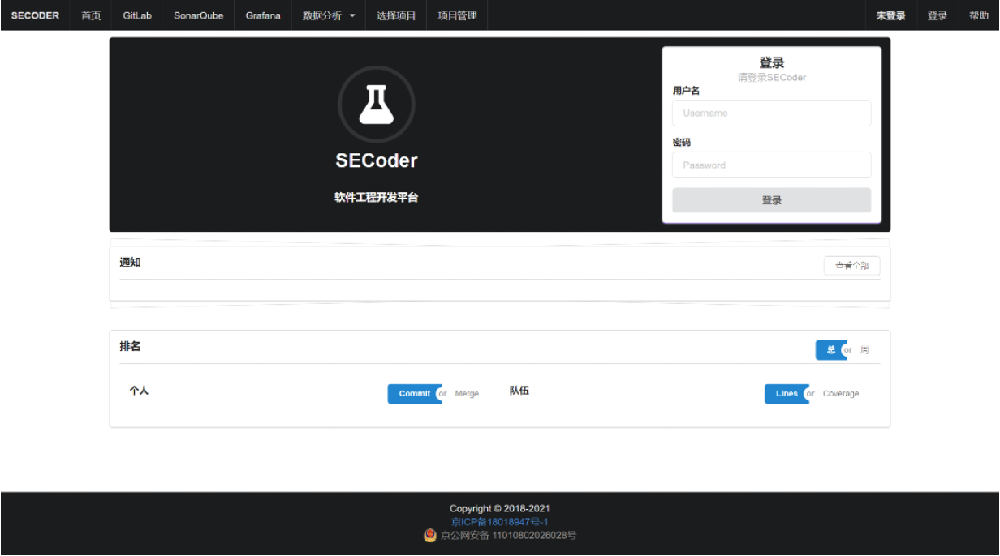 SECODER 首页 GitLab SonarQube Grafana 数据分析 选择项目 项目管理 未登录 登录 帮助
登录
请登录SECoder
用户名
Username
密码
Password
登录
SECoder
软件工程开发平台
通知 查看全部
排名 总 or 周
个人 Commit or Merge 队伍 Lines or Coverage
Copyright © 2018-2021
京ICP备18018947号-1
京公网安备 11010802026028号